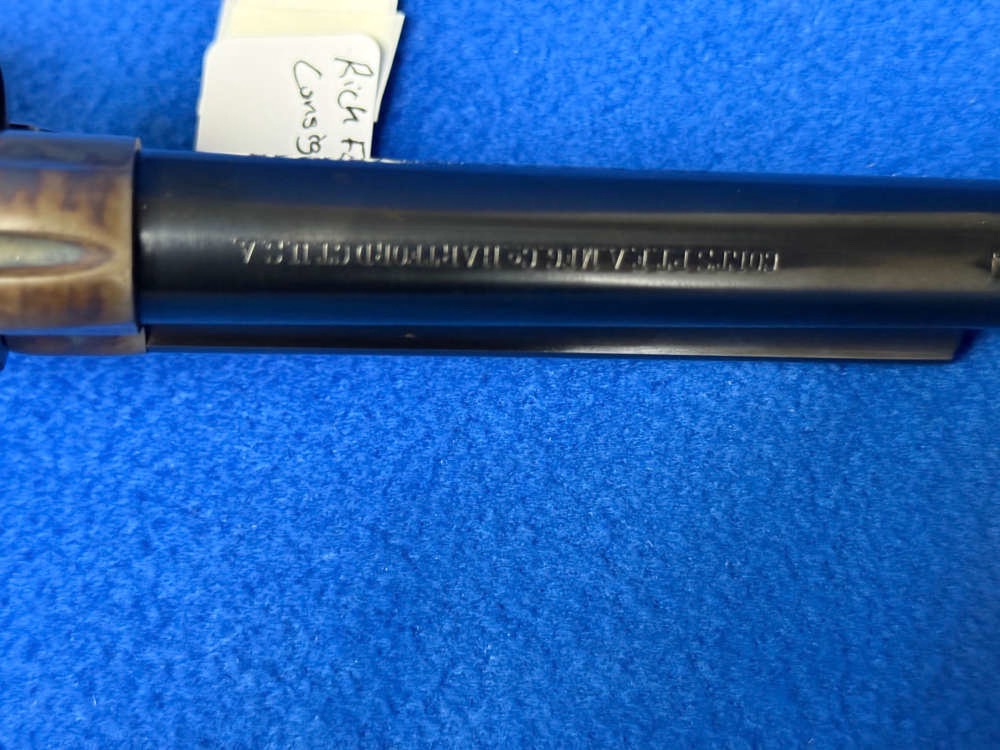 Rich
COLT'S PT. F. A. MFG. Co. HARTFORD CT. U.S.A.